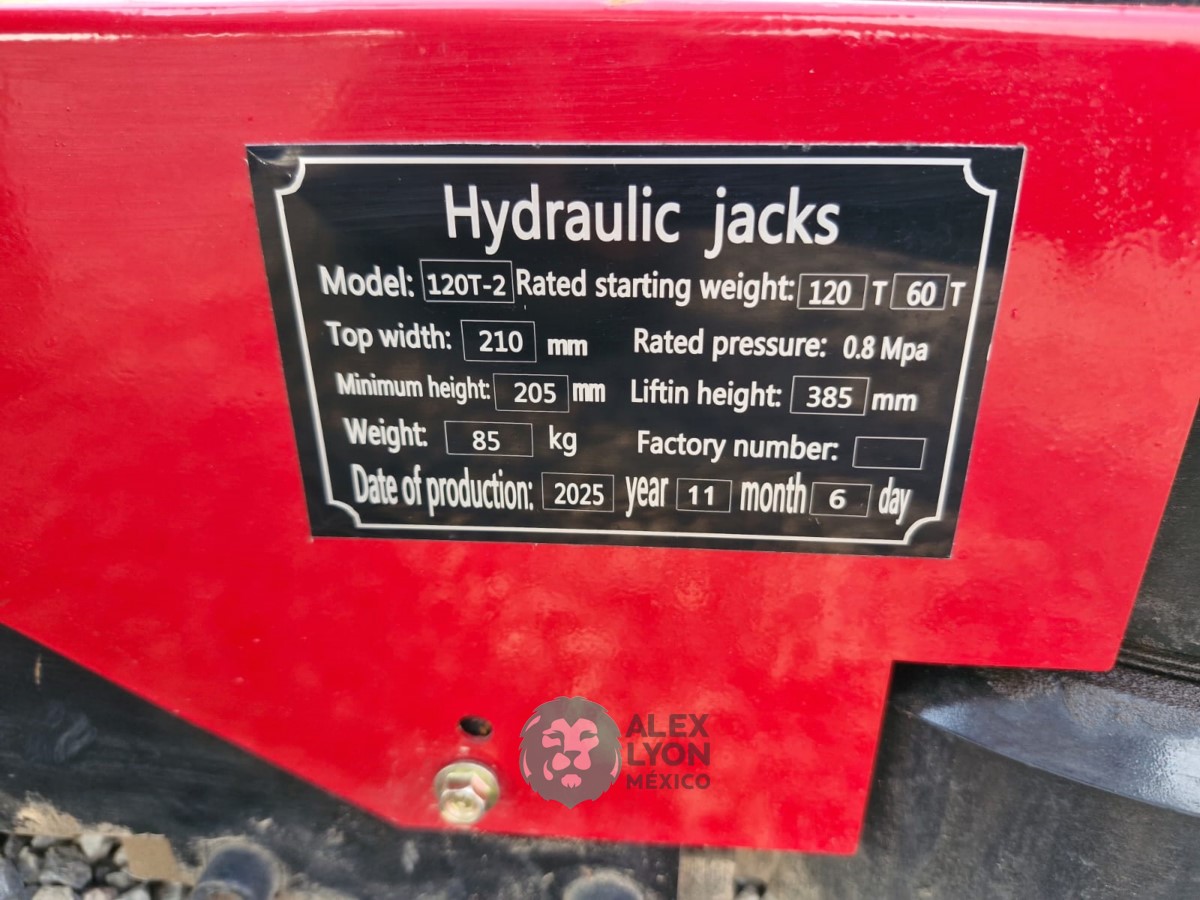 Hydraulic jacks
Model: 120T-2 Rated starting weight: 120 T 60 T
Top width: 210 mm Rated pressure: 0.8 Mpa
Minimum height: 205 mm Liftin height: 385 mm
Weight: 85 kg Factory number:
Date of production: 2025 year 11 month 6 day
ALEX
LYON
MÉXICO